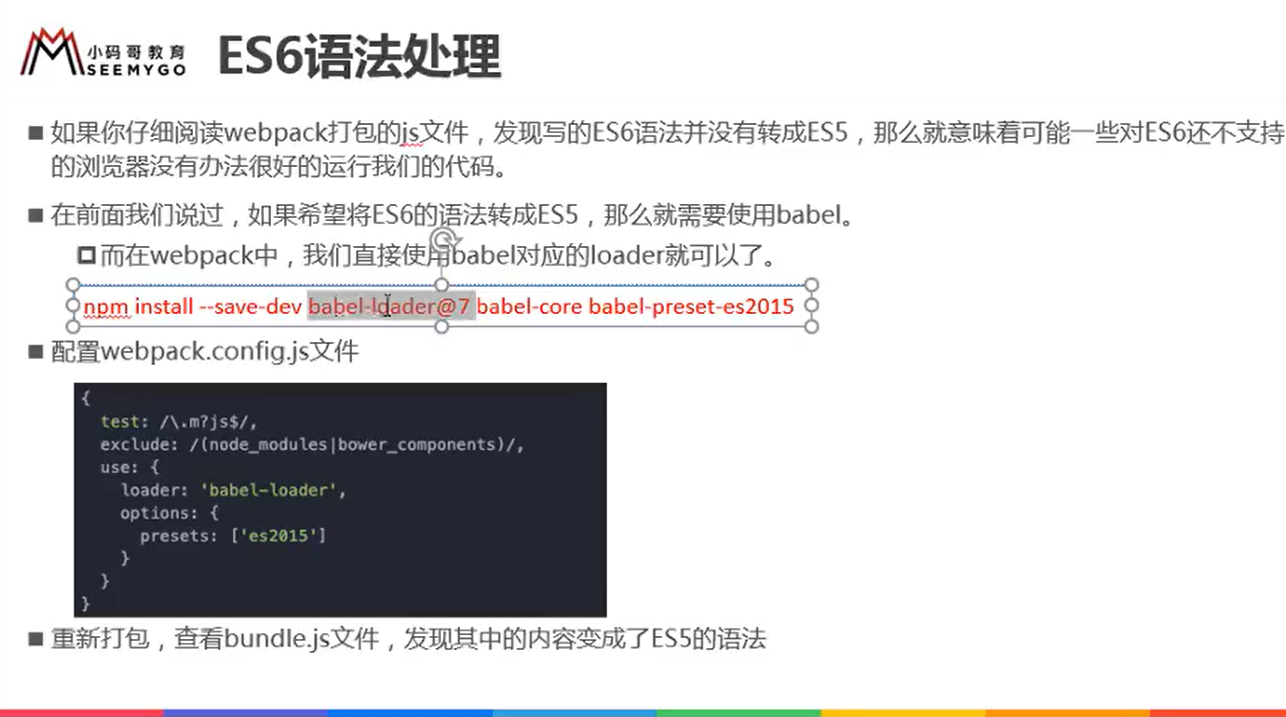 小码哥教育
SEEMYGO
ES6语法处理
如果你仔细阅读webpack打包的js文件，发现写的ES6语法并没有转成ES5，那么就意味着可能一些对ES6还不支持
的浏览器没有办法很好的运行我们的代码。
在前面我们说过，如果希望将ES6的语法转成ES5，那么就需要使用babel。
而在webpack中，我们直接使用babel对应的loader就可以了。
npm install --save-dev babel-loader@7 babel-core babel-preset-es2015
配置webpack.config.js文件
{
test: /\.m?js$/,
exclude: /(node_modules|bower_components)/,
use: {
loader: 'babel-loader',
options: {
presets: ['es2015']
}
}
}
重新打包，查看bundle.js文件，发现其中的内容变成了ES5的语法